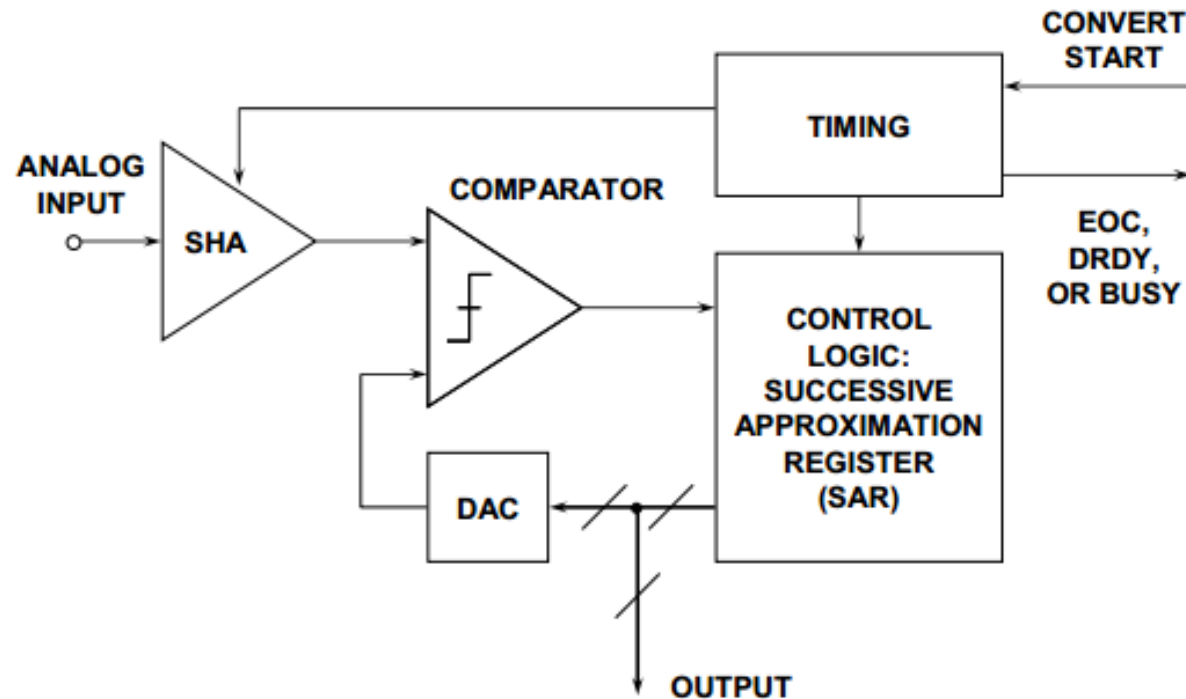 CONVERT
START
TIMING
ANALOG
INPUT
COMPARATOR
SHA
EOC,
DRDY,
OR BUSY
CONTROL
LOGIC:
SUCCESSIVE
APPROXIMATION
REGISTER
(SAR)
DAC
OUTPUT